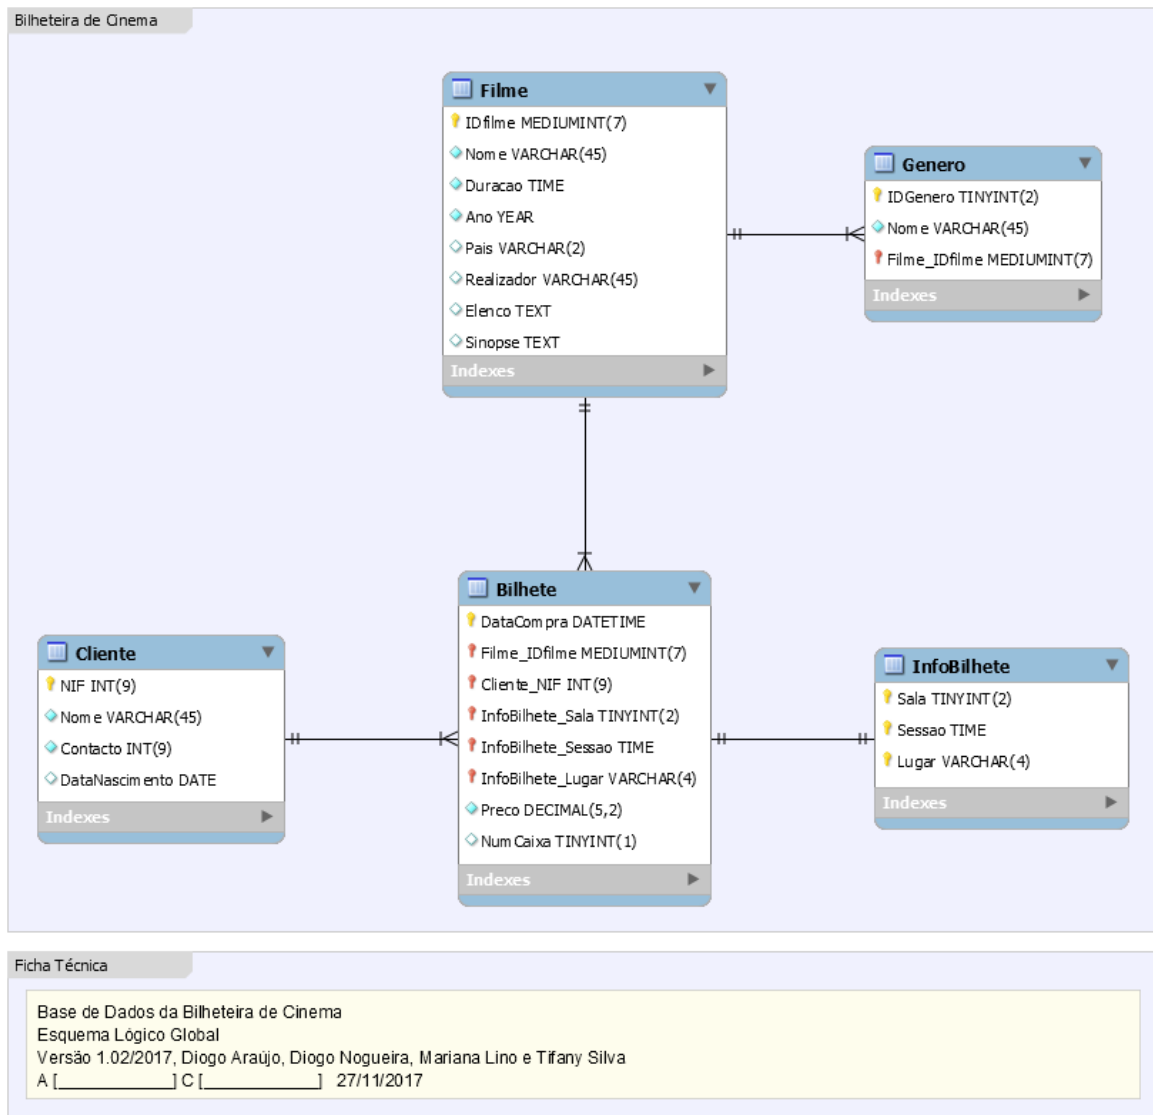 Bilheteira de Cinema
Filme
IDfilme MEDIUMINT(7)
Nome VARCHAR(45)
Duracao TIME
Ano YEAR
Pais VARCHAR(2)
Realizador VARCHAR(45)
Elenco TEXT
Sinopse TEXT
Indexes
Genero
IDGenero TINYINT(2)
Nome VARCHAR(45)
Filme_IDfilme MEDIUMINT(7)
Indexes
Cliente
NIF INT(9)
Nome VARCHAR(45)
Contacto INT(9)
DataNascimento DATE
Indexes
Bilhete
DataCompra DATETIME
Filme_IDfilme MEDIUMINT(7)
Cliente_NIF INT(9)
InfoBilhete_Sala TINYINT(2)
InfoBilhete_Sessao TIME
InfoBilhete_Lugar VARCHAR(4)
Preco DECIMAL(5,2)
NumCaixa TINYINT(1)
Indexes
InfoBilhete
Sala TINYINT(2)
Sessao TIME
Lugar VARCHAR(4)
Indexes
Ficha Técnica
Base de Dados da Bilheteira de Cinema
Esquema Lógico Global
Versão 1.02/2017, Diogo Araújo, Diogo Nogueira, Mariana Lino e Tifany Silva
A [____________] C [____________] 27/11/2017